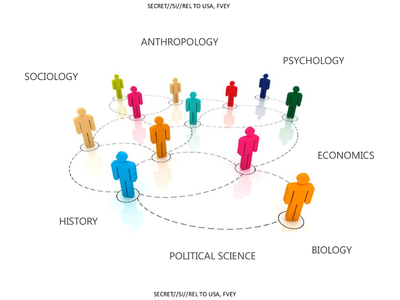 SECRET//SI//REL TO USA, FVEY
ANTHROPOLOGY
PSYCHOLOGY
SOCIOLOGY
ECONOMICS
HISTORY
BIOLOGY
POLITICAL SCIENCE
SECRET//SI//REL TO USA, FVEY